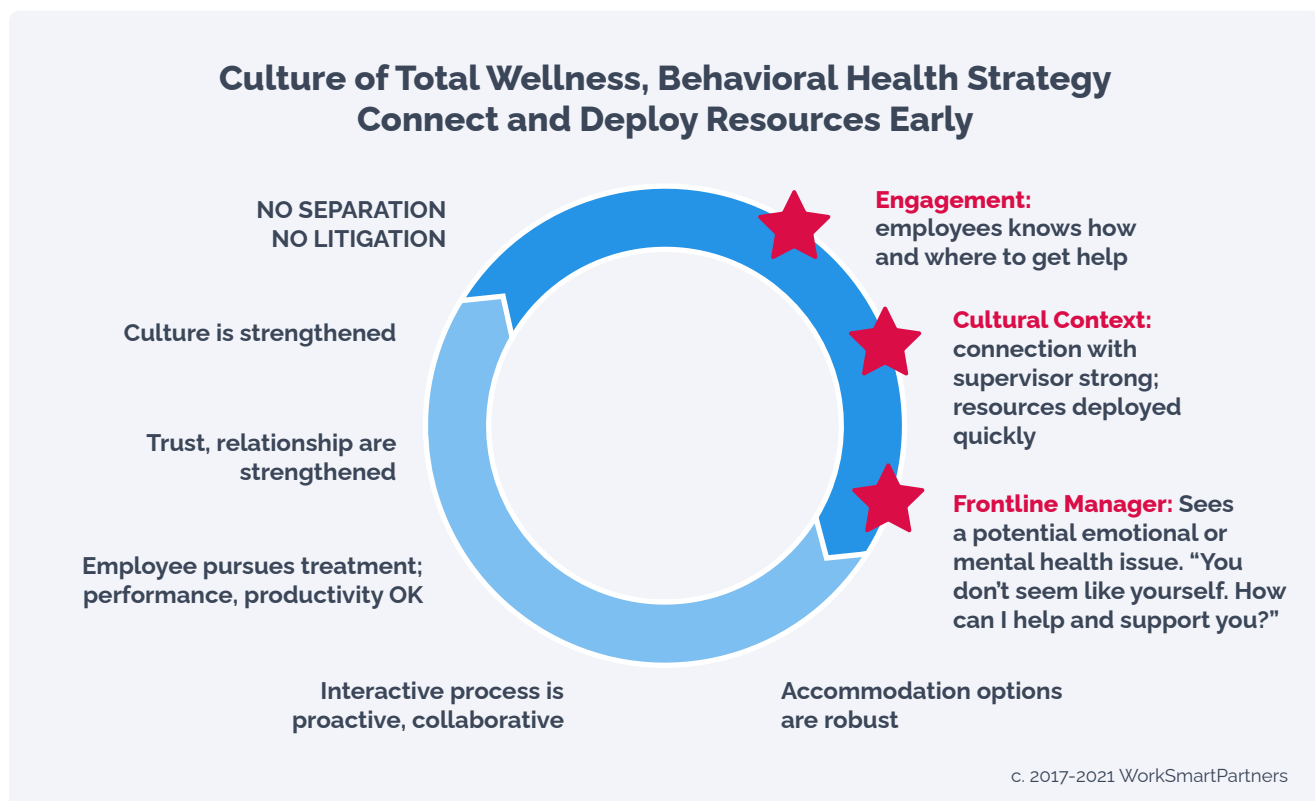 Culture of Total Wellness, Behavioral Health Strategy
Connect and Deploy Resources Early
NO SEPARATION
NO LITIGATION
Engagement:
employees knows how
and where to get help
Culture is strengthened
Cultural Context:
connection with
supervisor strong;
resources deployed
quickly
Trust, relationship are
strengthened
Frontline Manager: Sees
a potential emotional or
mental health issue. “You
don’t seem like yourself. How
can I help and support you?”
Employee pursues treatment;
performance, productivity OK
Interactive process is
proactive, collaborative
Accommodation options
are robust
c. 2017-2021 WorkSmartPartners